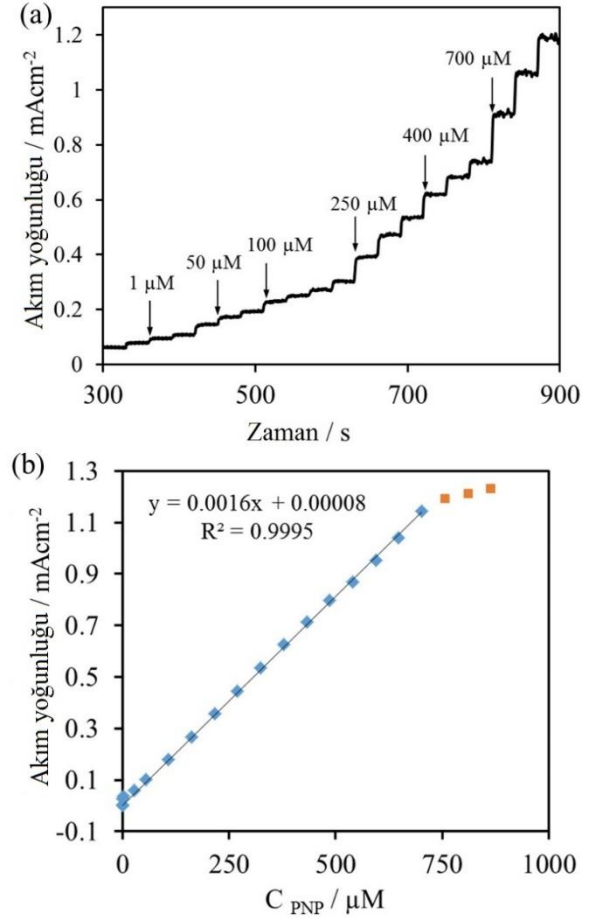 (a)
Akım yoğunluğu / mAcm⁻²
1.2
1
0.8
0.6
0.4
0.2
0
1 µM
50 µM
100 µM
250 µM
400 µM
700 µM
300
500
700
900
Zaman / s
(b)
Akım yoğunluğu / mAcm⁻²
1.3
1.1
0.9
0.7
0.5
0.3
0.1
-0.1
y = 0.0016x + 0.00008
R² = 0.9995
0
250
500
750
1000
C PNP / µM